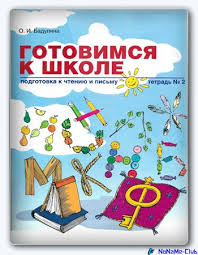 О. И. Бадулина
ГОТОВИМСЯ
К ШКОЛЕ
подготовка к чтению и письму
тетрадь № 2
М К
Ф
NoNaMe-Club